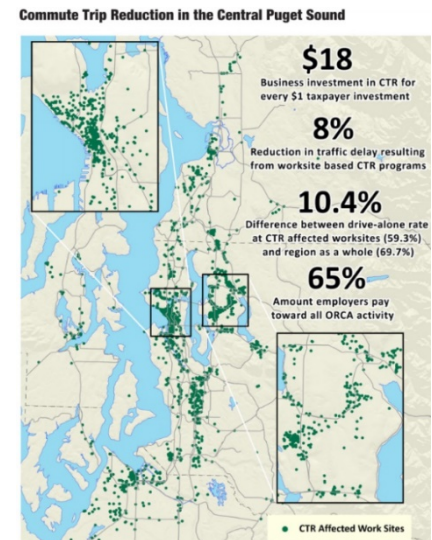 Commute Trip Reduction in the Central Puget Sound
$18
Business investment in CTR for
every $1 taxpayer investment
8%
Reduction in traffic delay resulting
from worksite based CTR programs
10.4%
Difference between drive-alone rate
at CTR affected worksites (59.3%)
and region as a whole (69.7%)
65%
Amount employers pay
toward all ORCA activity
CTR Affected Work Sites